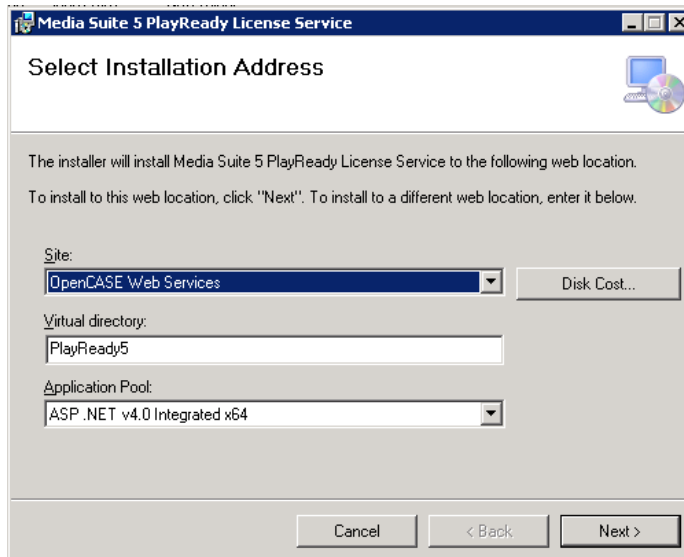 Media Suite 5 PlayReady License Service
Select Installation Address
The installer will install Media Suite 5 PlayReady License Service to the following web location.
To install to this web location, click "Next". To install to a different web location, enter it below.
Site:
OpenCASE Web Services
Disk Cost...
Virtual directory:
PlayReady5
Application Pool:
ASP .NET v4.0 Integrated x64
Cancel
< Back
Next >